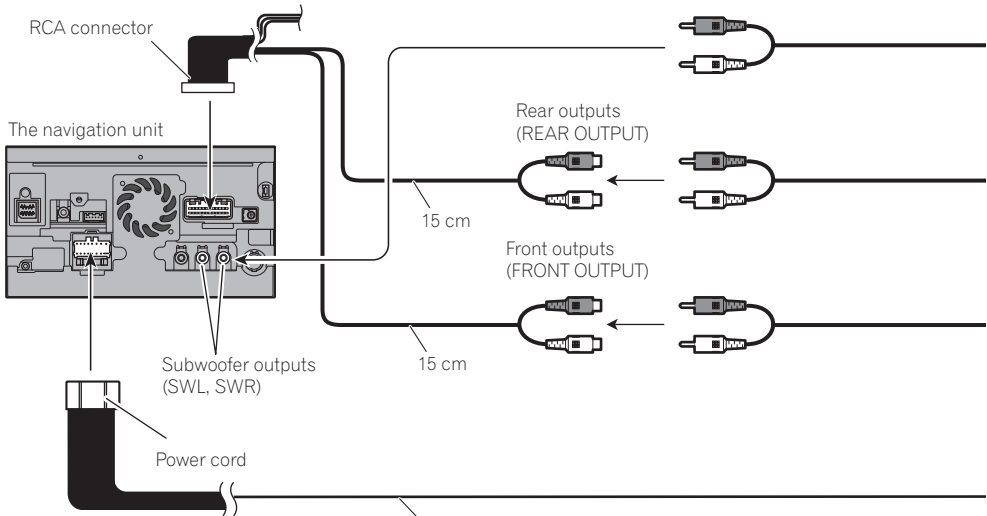 RCA connector
The navigation unit
Rear outputs
(REAR OUTPUT)
15 cm
Front outputs
(FRONT OUTPUT)
15 cm
Subwoofer outputs
(SWL, SWR)
Power cord